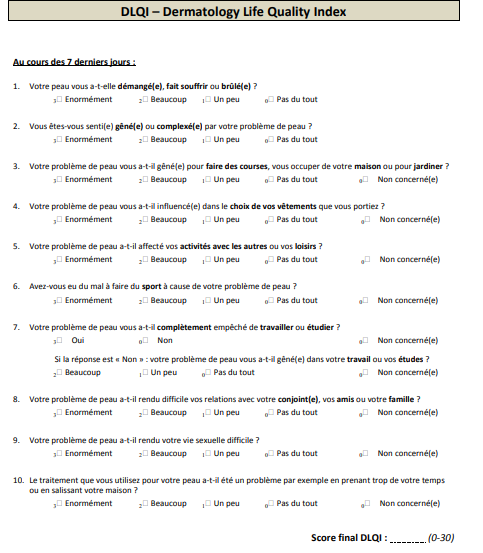 DLQI – Dermatology Life Quality Index
Au cours des 7 derniers jours :
1. Votre peau vous a-t-elle démangé(e), fait souffrir ou brûlé(e) ?
3□ Enormément 2□ Beaucoup 1□ Un peu 0□ Pas du tout
2. Vous êtes-vous senti(e) gêné(e) ou complexé(e) par votre problème de peau ?
3□ Enormément 2□ Beaucoup 1□ Un peu 0□ Pas du tout
3. Votre problème de peau vous a-t-il gêné(e) pour faire des courses, vous occuper de votre maison ou pour jardiner ?
3□ Enormément 2□ Beaucoup 1□ Un peu 0□ Pas du tout 0□ Non concerné(e)
4. Votre problème de peau vous a-t-il influencé(e) dans le choix de vos vêtements que vous portiez ?
3□ Enormément 2□ Beaucoup 1□ Un peu 0□ Pas du tout 0□ Non concerné(e)
5. Votre problème de peau a-t-il affecté vos activités avec les autres ou vos loisirs ?
3□ Enormément 2□ Beaucoup 1□ Un peu 0□ Pas du tout 0□ Non concerné(e)
6. Avez-vous eu du mal à faire du sport à cause de votre problème de peau ?
3□ Enormément 2□ Beaucoup 1□ Un peu 0□ Pas du tout 0□ Non concerné(e)
7. Votre problème de peau vous a-t-il complètement empêché de travailler ou étudier ?
3□ Oui 0□ Non 0□ Non concerné(e)
Si la réponse est « Non » : votre problème de peau vous a-t-il gêné(e) dans votre travail ou vos études ?
2□ Beaucoup 1□ Un peu 0□ Pas du tout 0□ Non concerné(e)
8. Votre problème de peau a-t-il rendu difficile vos relations avec votre conjoint(e), vos amis ou votre famille ?
3□ Enormément 2□ Beaucoup 1□ Un peu 0□ Pas du tout 0□ Non concerné(e)
9. Votre problème de peau a-t-il rendu votre vie sexuelle difficile ?
3□ Enormément 2□ Beaucoup 1□ Un peu 0□ Pas du tout 0□ Non concerné(e)
10. Le traitement que vous utilisez pour votre peau a-t-il été un problème par exemple en prenant trop de votre temps
ou en salissant votre maison ?
3□ Enormément 2□ Beaucoup 1□ Un peu 0□ Pas du tout 0□ Non concerné(e)
Score final DLQI : _______ (0-30)